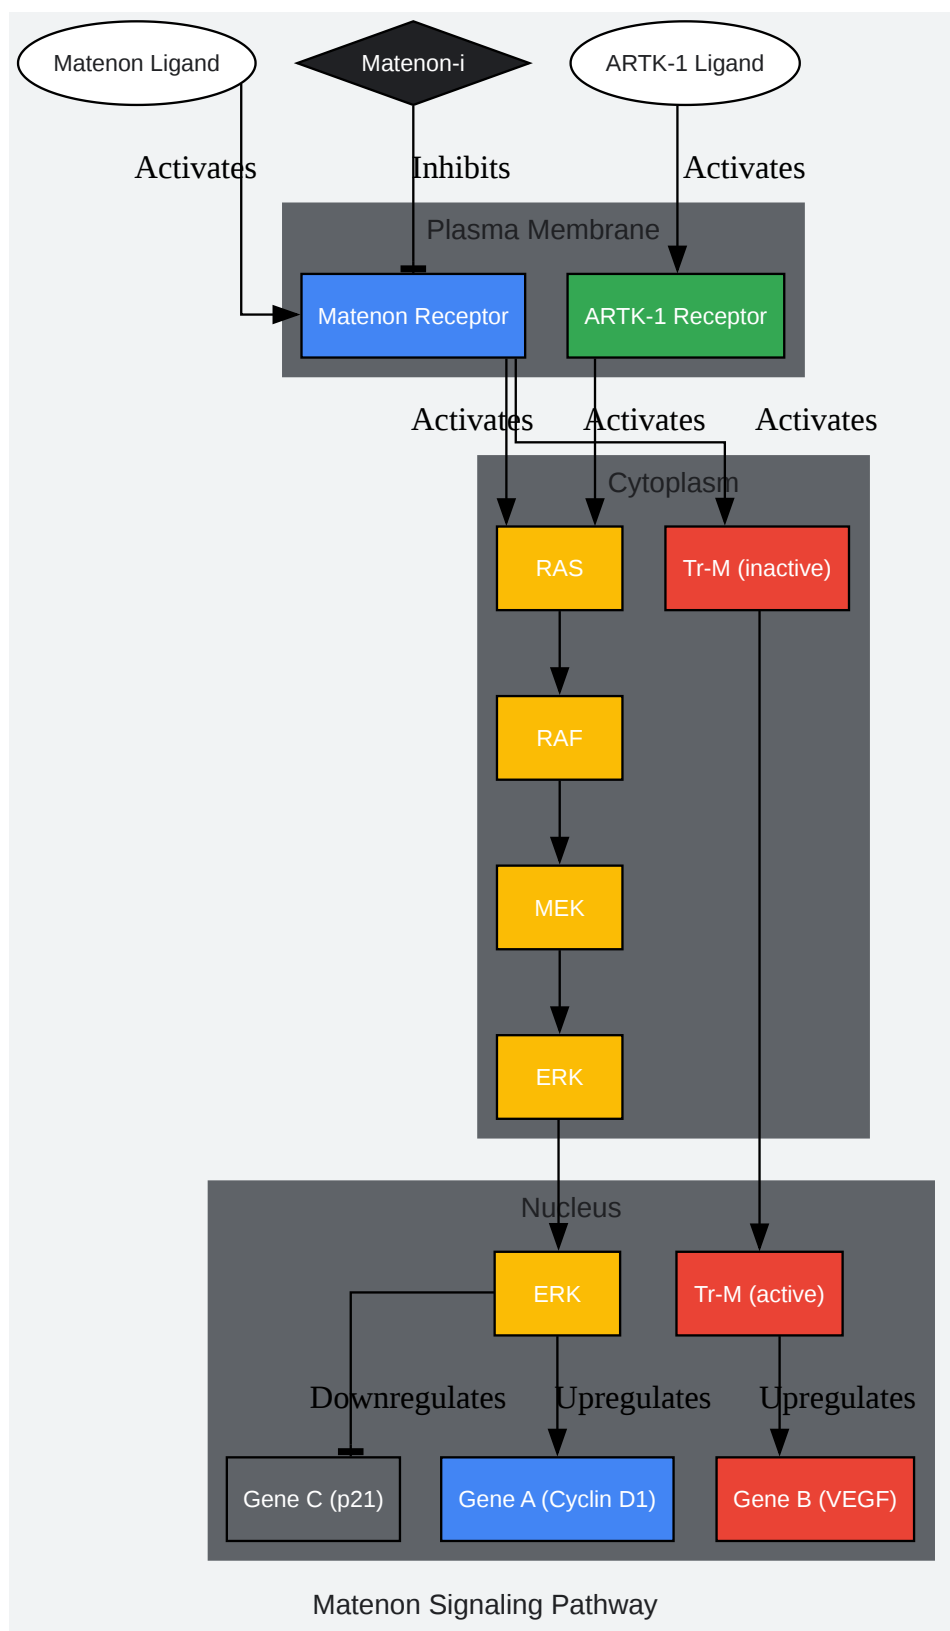 Matenon Ligand
Matenon-i
ARTK-1 Ligand
Activates
Inhibits
Activates
Plasma Membrane
Matenon Receptor
ARTK-1 Receptor
Activates
Activates
Activates
Cytoplasm
RAS
Tr-M (inactive)
RAF
MEK
ERK
Nucleus
ERK
Tr-M (active)
Downregulates
Upregulates
Upregulates
Gene C (p21)
Gene A (Cyclin D1)
Gene B (VEGF)
Matenon Signaling Pathway